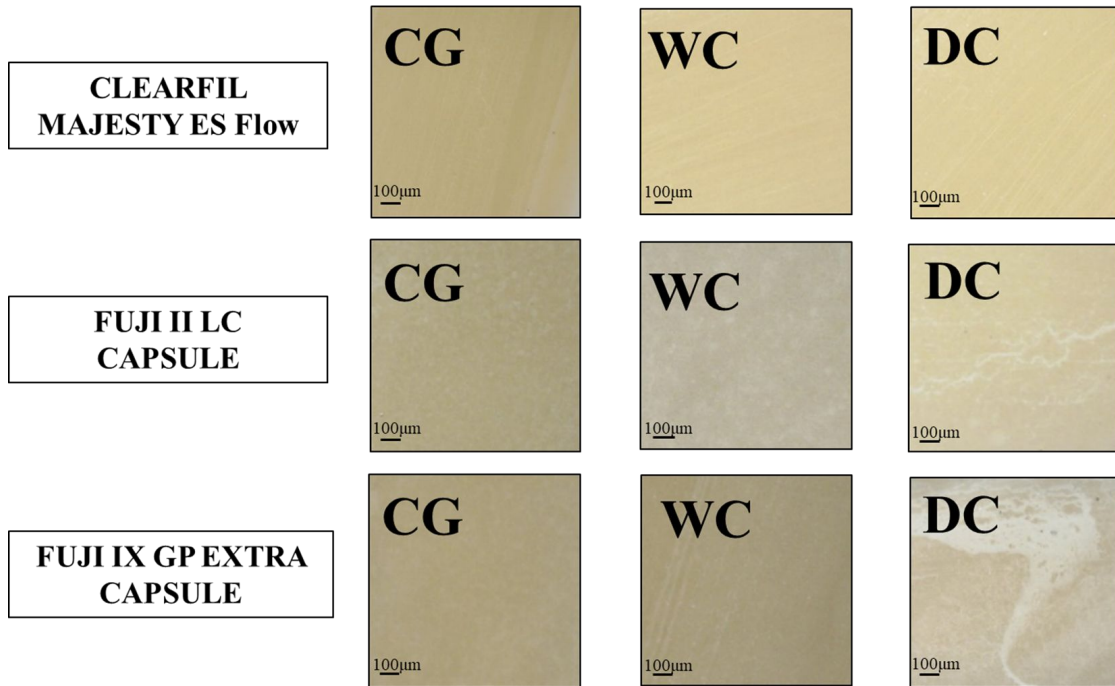 CLEARFIL
MAJESTY ES Flow
CG
100μm
WC
100μm
DC
100μm
FUJI II LC
CAPSULE
CG
100μm
WC
100μm
DC
100μm
FUJI IX GP EXTRA
CAPSULE
CG
100μm
WC
100μm
DC
100μm